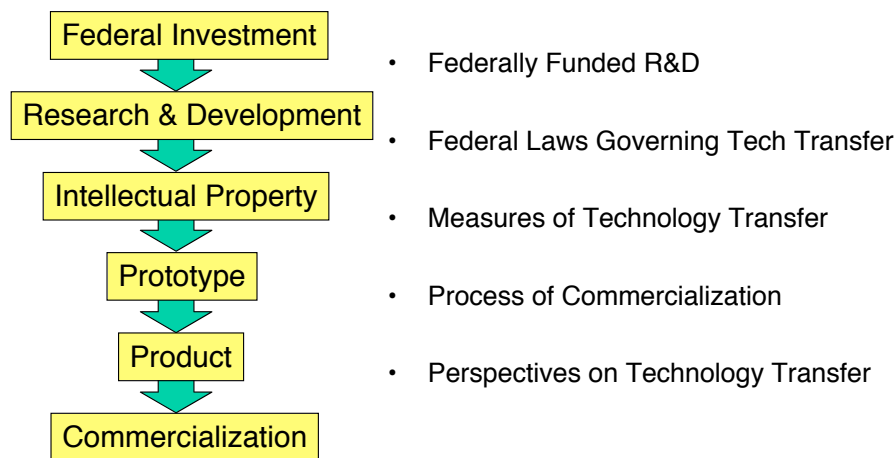 Federal Investment
Research & Development
Intellectual Property
Prototype
Product
Commercialization
• Federally Funded R&D
• Federal Laws Governing Tech Transfer
• Measures of Technology Transfer
• Process of Commercialization
• Perspectives on Technology Transfer